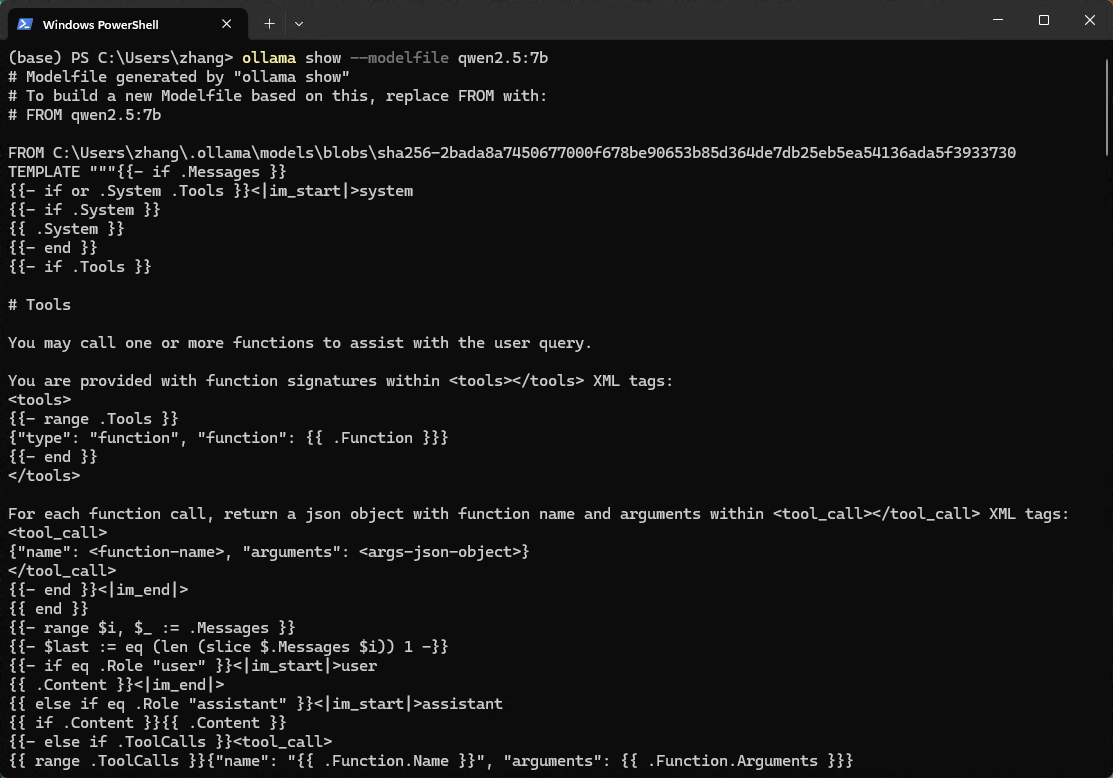 Windows PowerShell
(base) PS C:\Users\zhang> ollama show --modelfile qwen2.5:7b
# Modelfile generated by "ollama show"
# To build a new Modelfile based on this, replace FROM with:
# FROM qwen2.5:7b

FROM C:\Users\zhang\.ollama\models\blobs\sha256-2bada8a7450677000f678be90653b85d364de7db25eb5ea54136ada5f3933730
TEMPLATE """{{- if .Messages }}
{{- if or .System .Tools }}<|im_start|>system
{{- if .System }}
{{ .System }}
{{- end }}
{{- if .Tools }}

# Tools

You may call one or more functions to assist with the user query.

You are provided with function signatures within <tools></tools> XML tags:
<tools>
{{- range .Tools }}
{"type": "function", "function": {{ .Function }}}
{{- end }}
</tools>

For each function call, return a json object with function name and arguments within <tool_call></tool_call> XML tags:
<tool_call>
{"name": <function-name>, "arguments": <args-json-object>}
</tool_call>
{{- end }}<|im_end|>
{{ end }}
{{- range $i, $_ := .Messages }}
{{- $last := eq (len (slice $.Messages $i)) 1 -}}
{{- if eq .Role "user" }}<|im_start|>user
{{ .Content }}<|im_end|>
{{ else if eq .Role "assistant" }}<|im_start|>assistant
{{ if .Content }}{{ .Content }}
{{- else if .ToolCalls }}<tool_call>
{{ range .ToolCalls }}{"name": "{{ .Function.Name }}", "arguments": {{ .Function.Arguments }}}